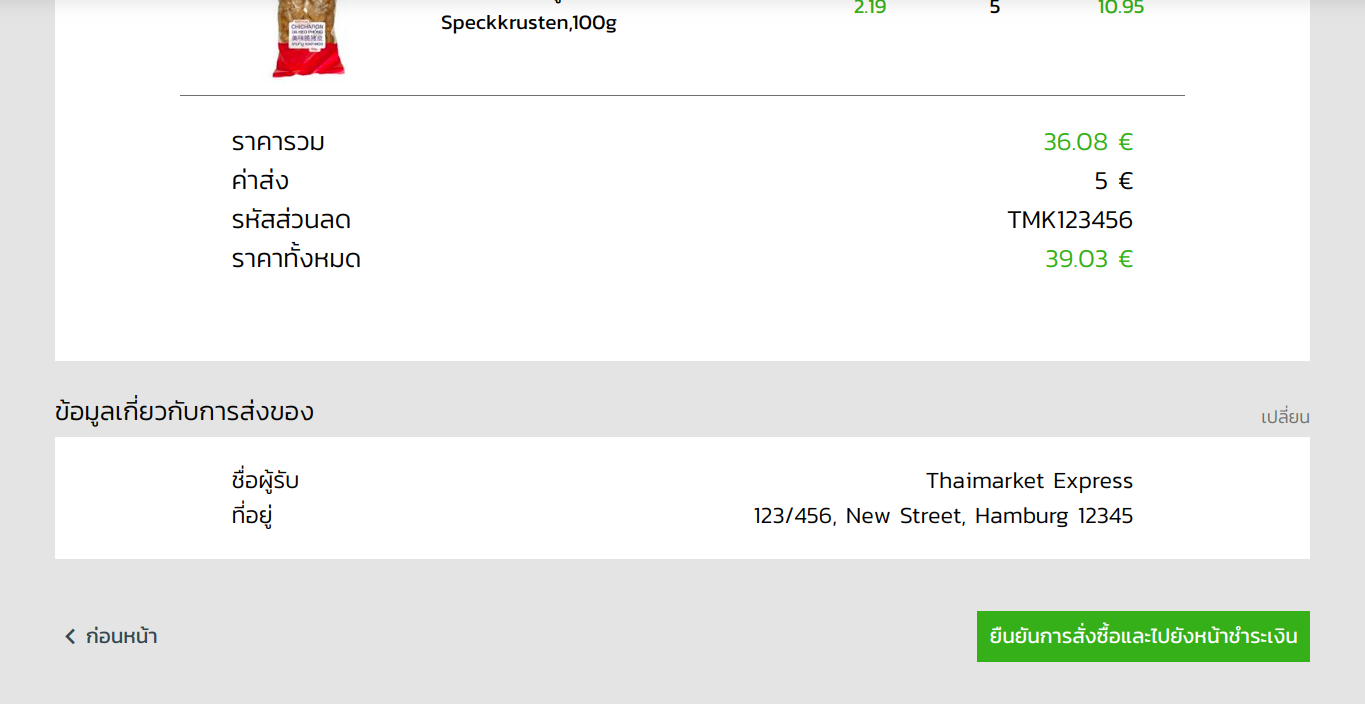 2.19 5 10.95
Speckkrusten,100g
CHICHARON
ราคารวม 36.08 €
ค่าส่ง 5 €
รหัสส่วนลด TMK123456
ราคาทั้งหมด 39.03 €
ข้อมูลเกี่ยวกับการส่งของ เปลี่ยน
ชื่อผู้รับ Thaimarket Express
ที่อยู่ 123/456, New Street, Hamburg 12345
ก่อนหน้า ยืนยันการสั่งซื้อและไปยังหน้าชำระเงิน